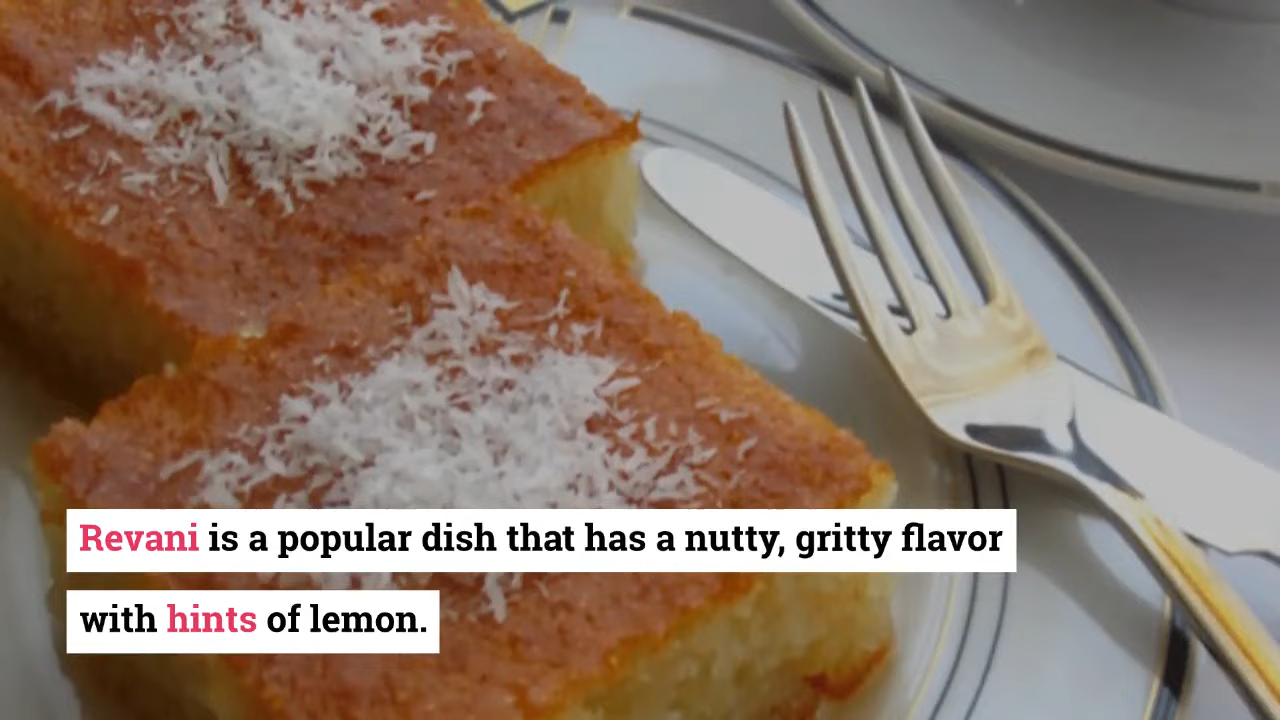 Revani is a popular dish that has a nutty, gritty flavor
with hints of lemon.